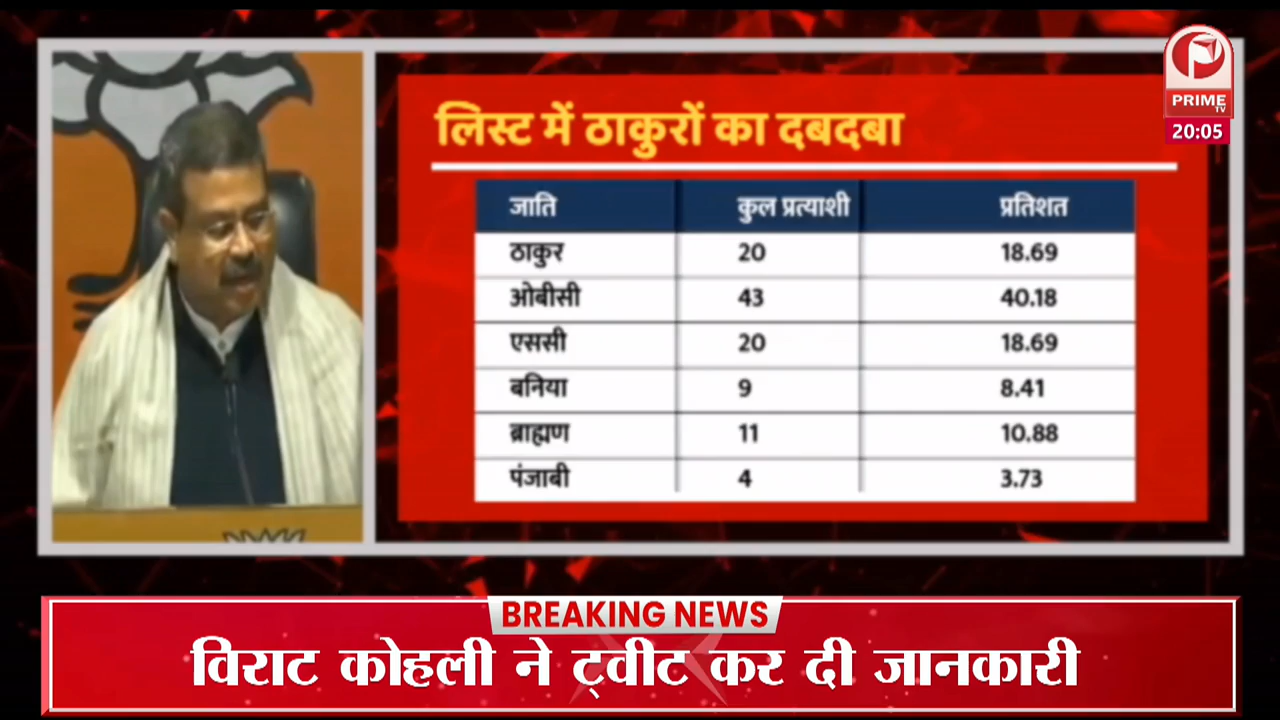 PRIME
TV
20:05
लिस्ट में ठाकुरों का दबदबा
जाति कुल प्रत्याशी प्रतिशत
ठाकुर 20 18.69
ओबीसी 43 40.18
एससी 20 18.69
बनिया 9 8.41
ब्राह्मण 11 10.88
पंजाबी 4 3.73
BREAKING NEWS
विराट कोहली ने ट्वीट कर दी जानकारी